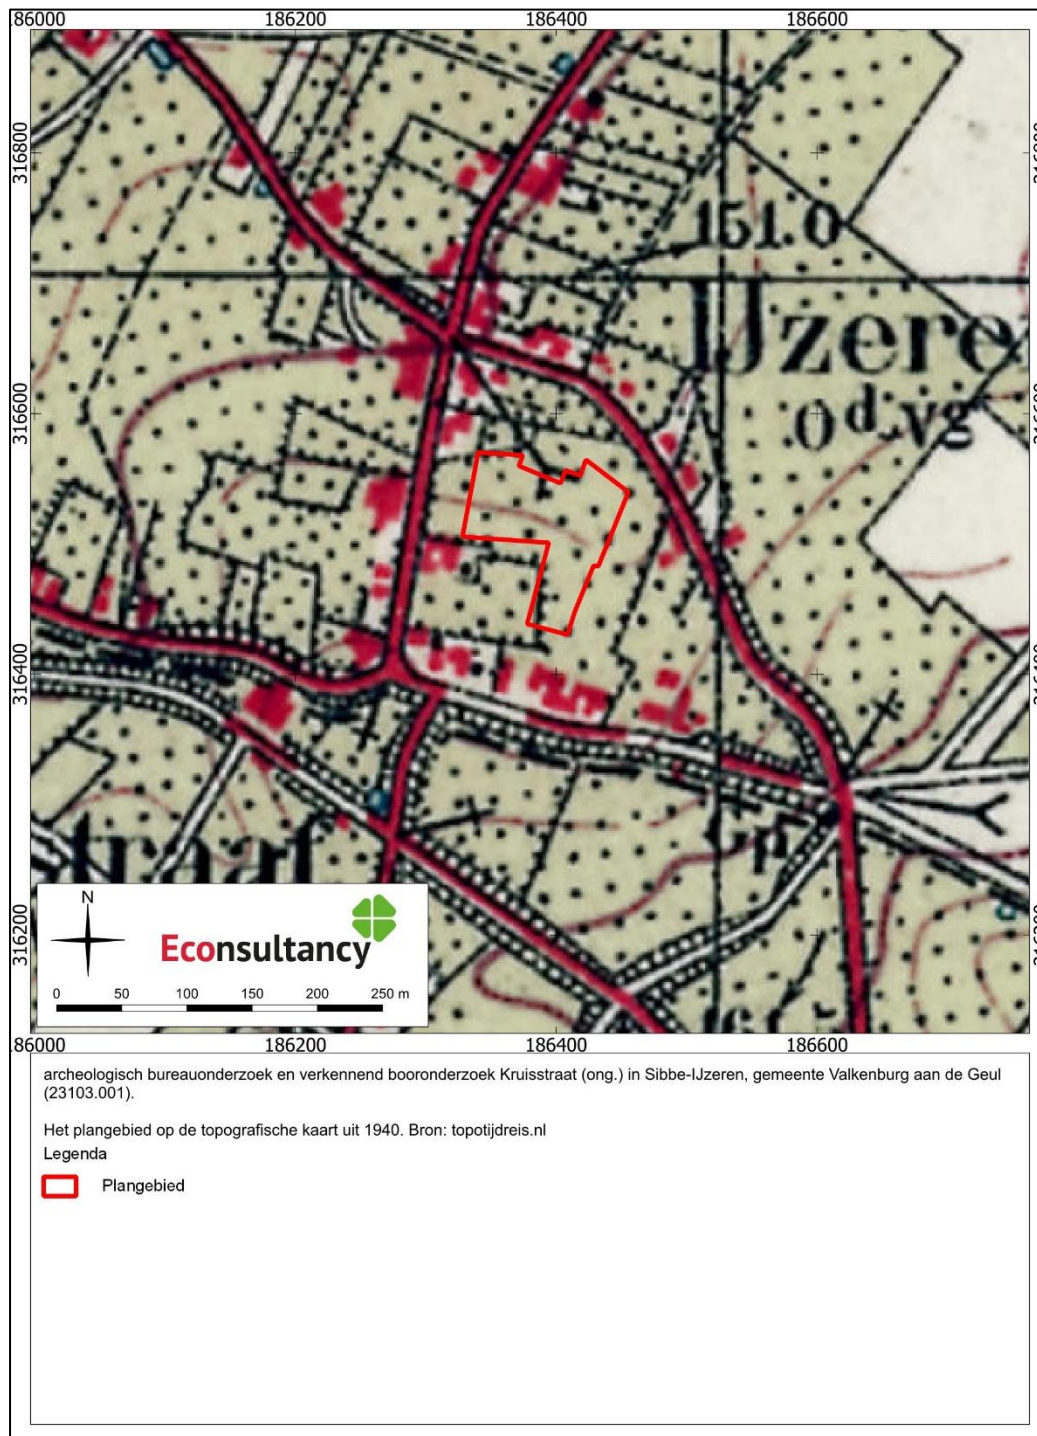 186000 186200 186400 186600
316800
151.0
IJzere
Od. vg
316600
316400
316200
N
Econsultancy
0 50 100 150 200 250 m
186000 186200 186400 186600
archeologisch bureauonderzoek en verkennend booronderzoek Kruisstraat (ong.) in Sibbe-IJzeren, gemeente Valkenburg aan de Geul
(23103.001).
Het plangebied op de topografische kaart uit 1940. Bron: topotijdreis.nl
Legenda
Plangebied